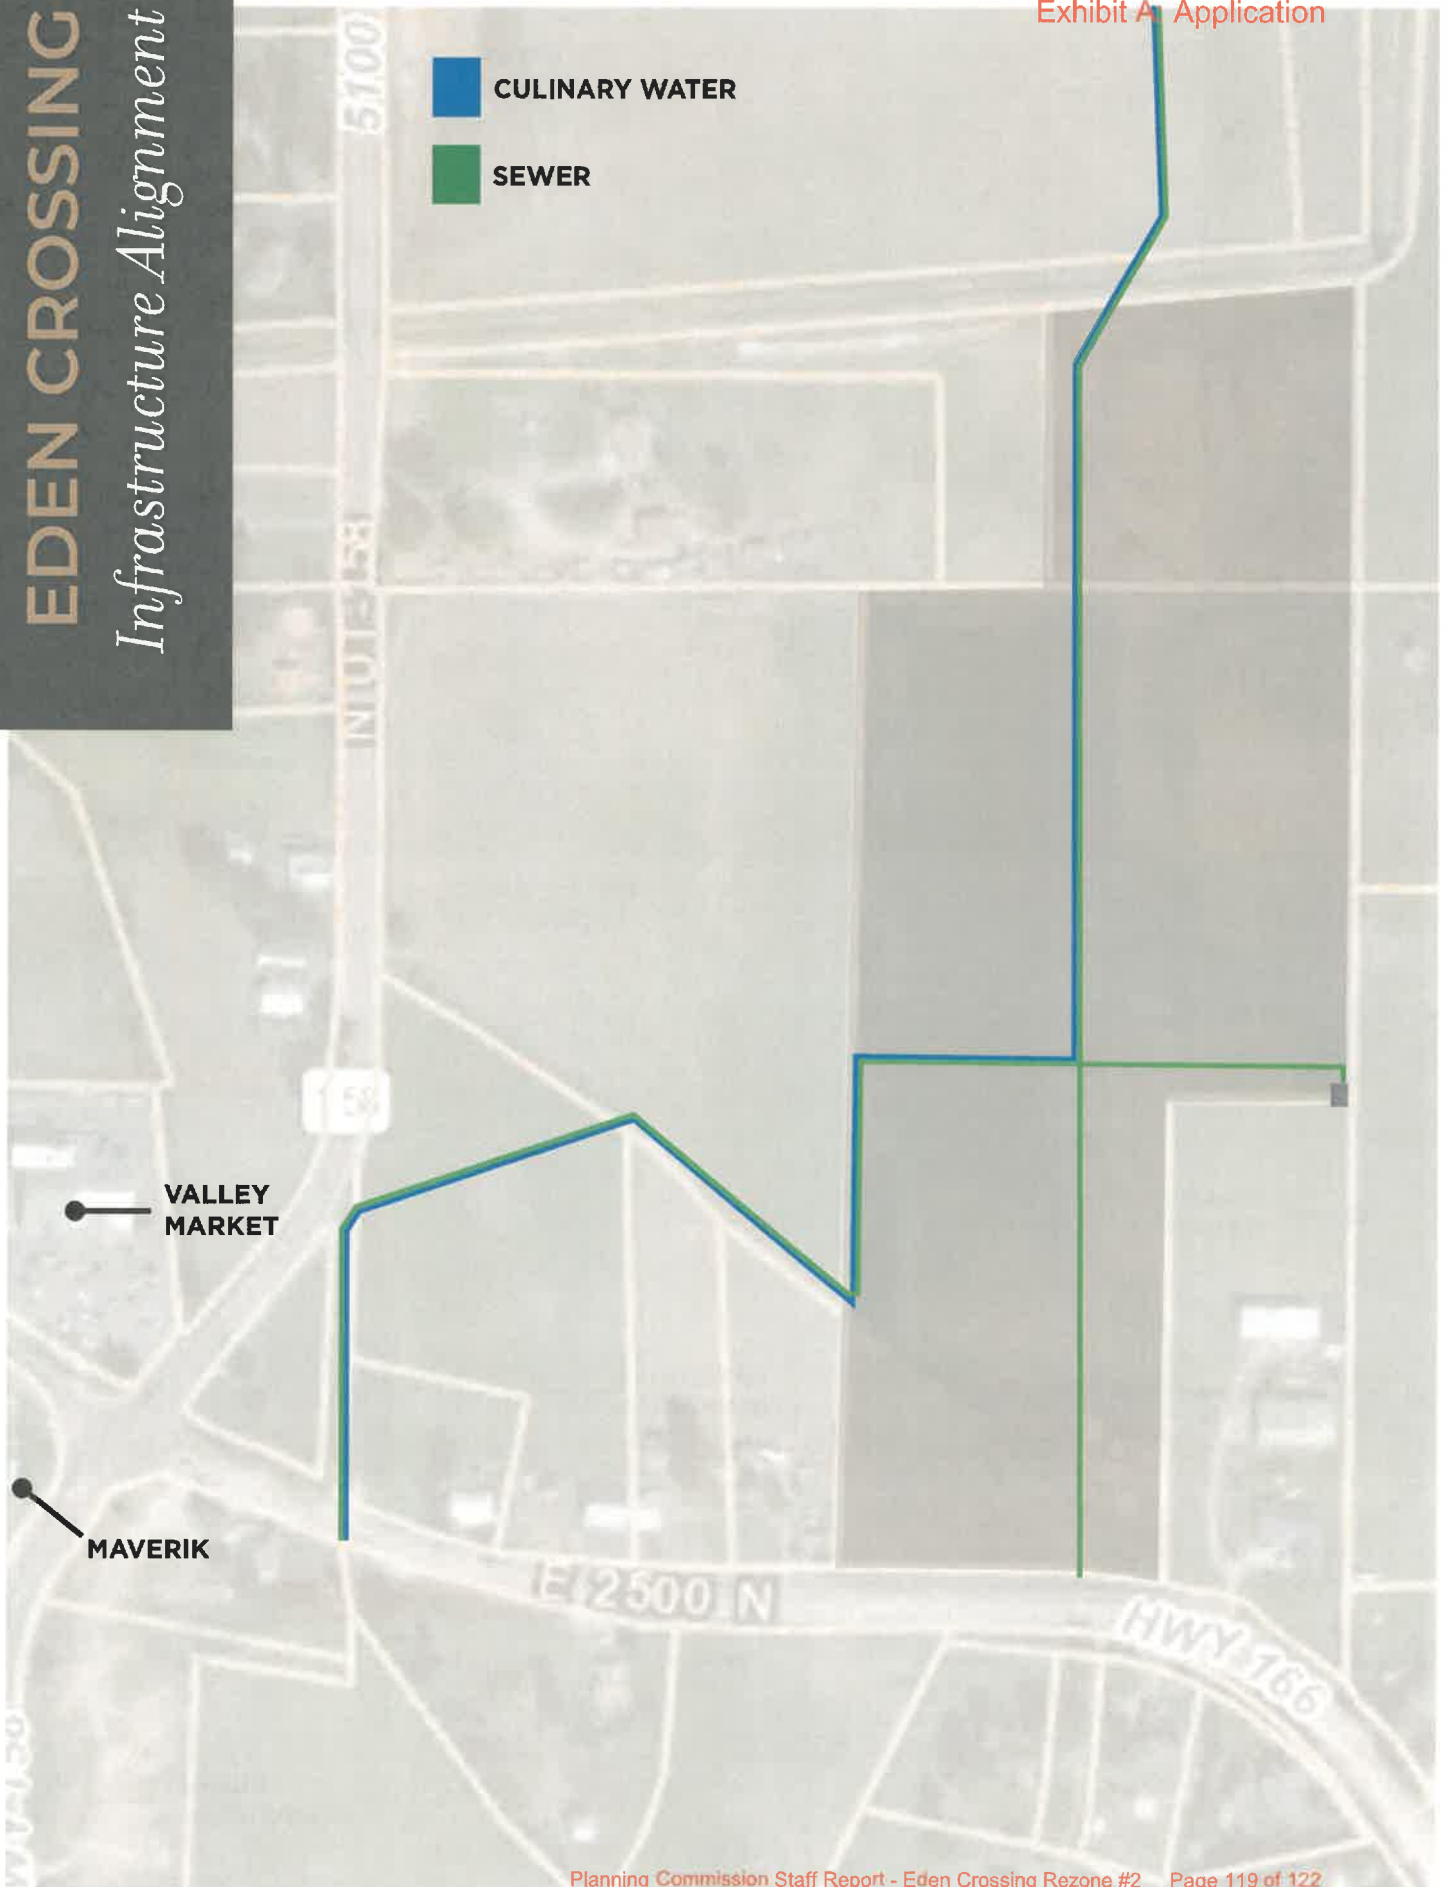 Exhibit A Application
EDEN CROSSING
Infrastructure Alignment
CULINARY WATER
SEWER
5100
N UT-158
158
VALLEY
MARKET
MAVERIK
E 2500 N
HWY 166
Planning Commission Staff Report - Eden Crossing Rezone #2 Page 119 of 122